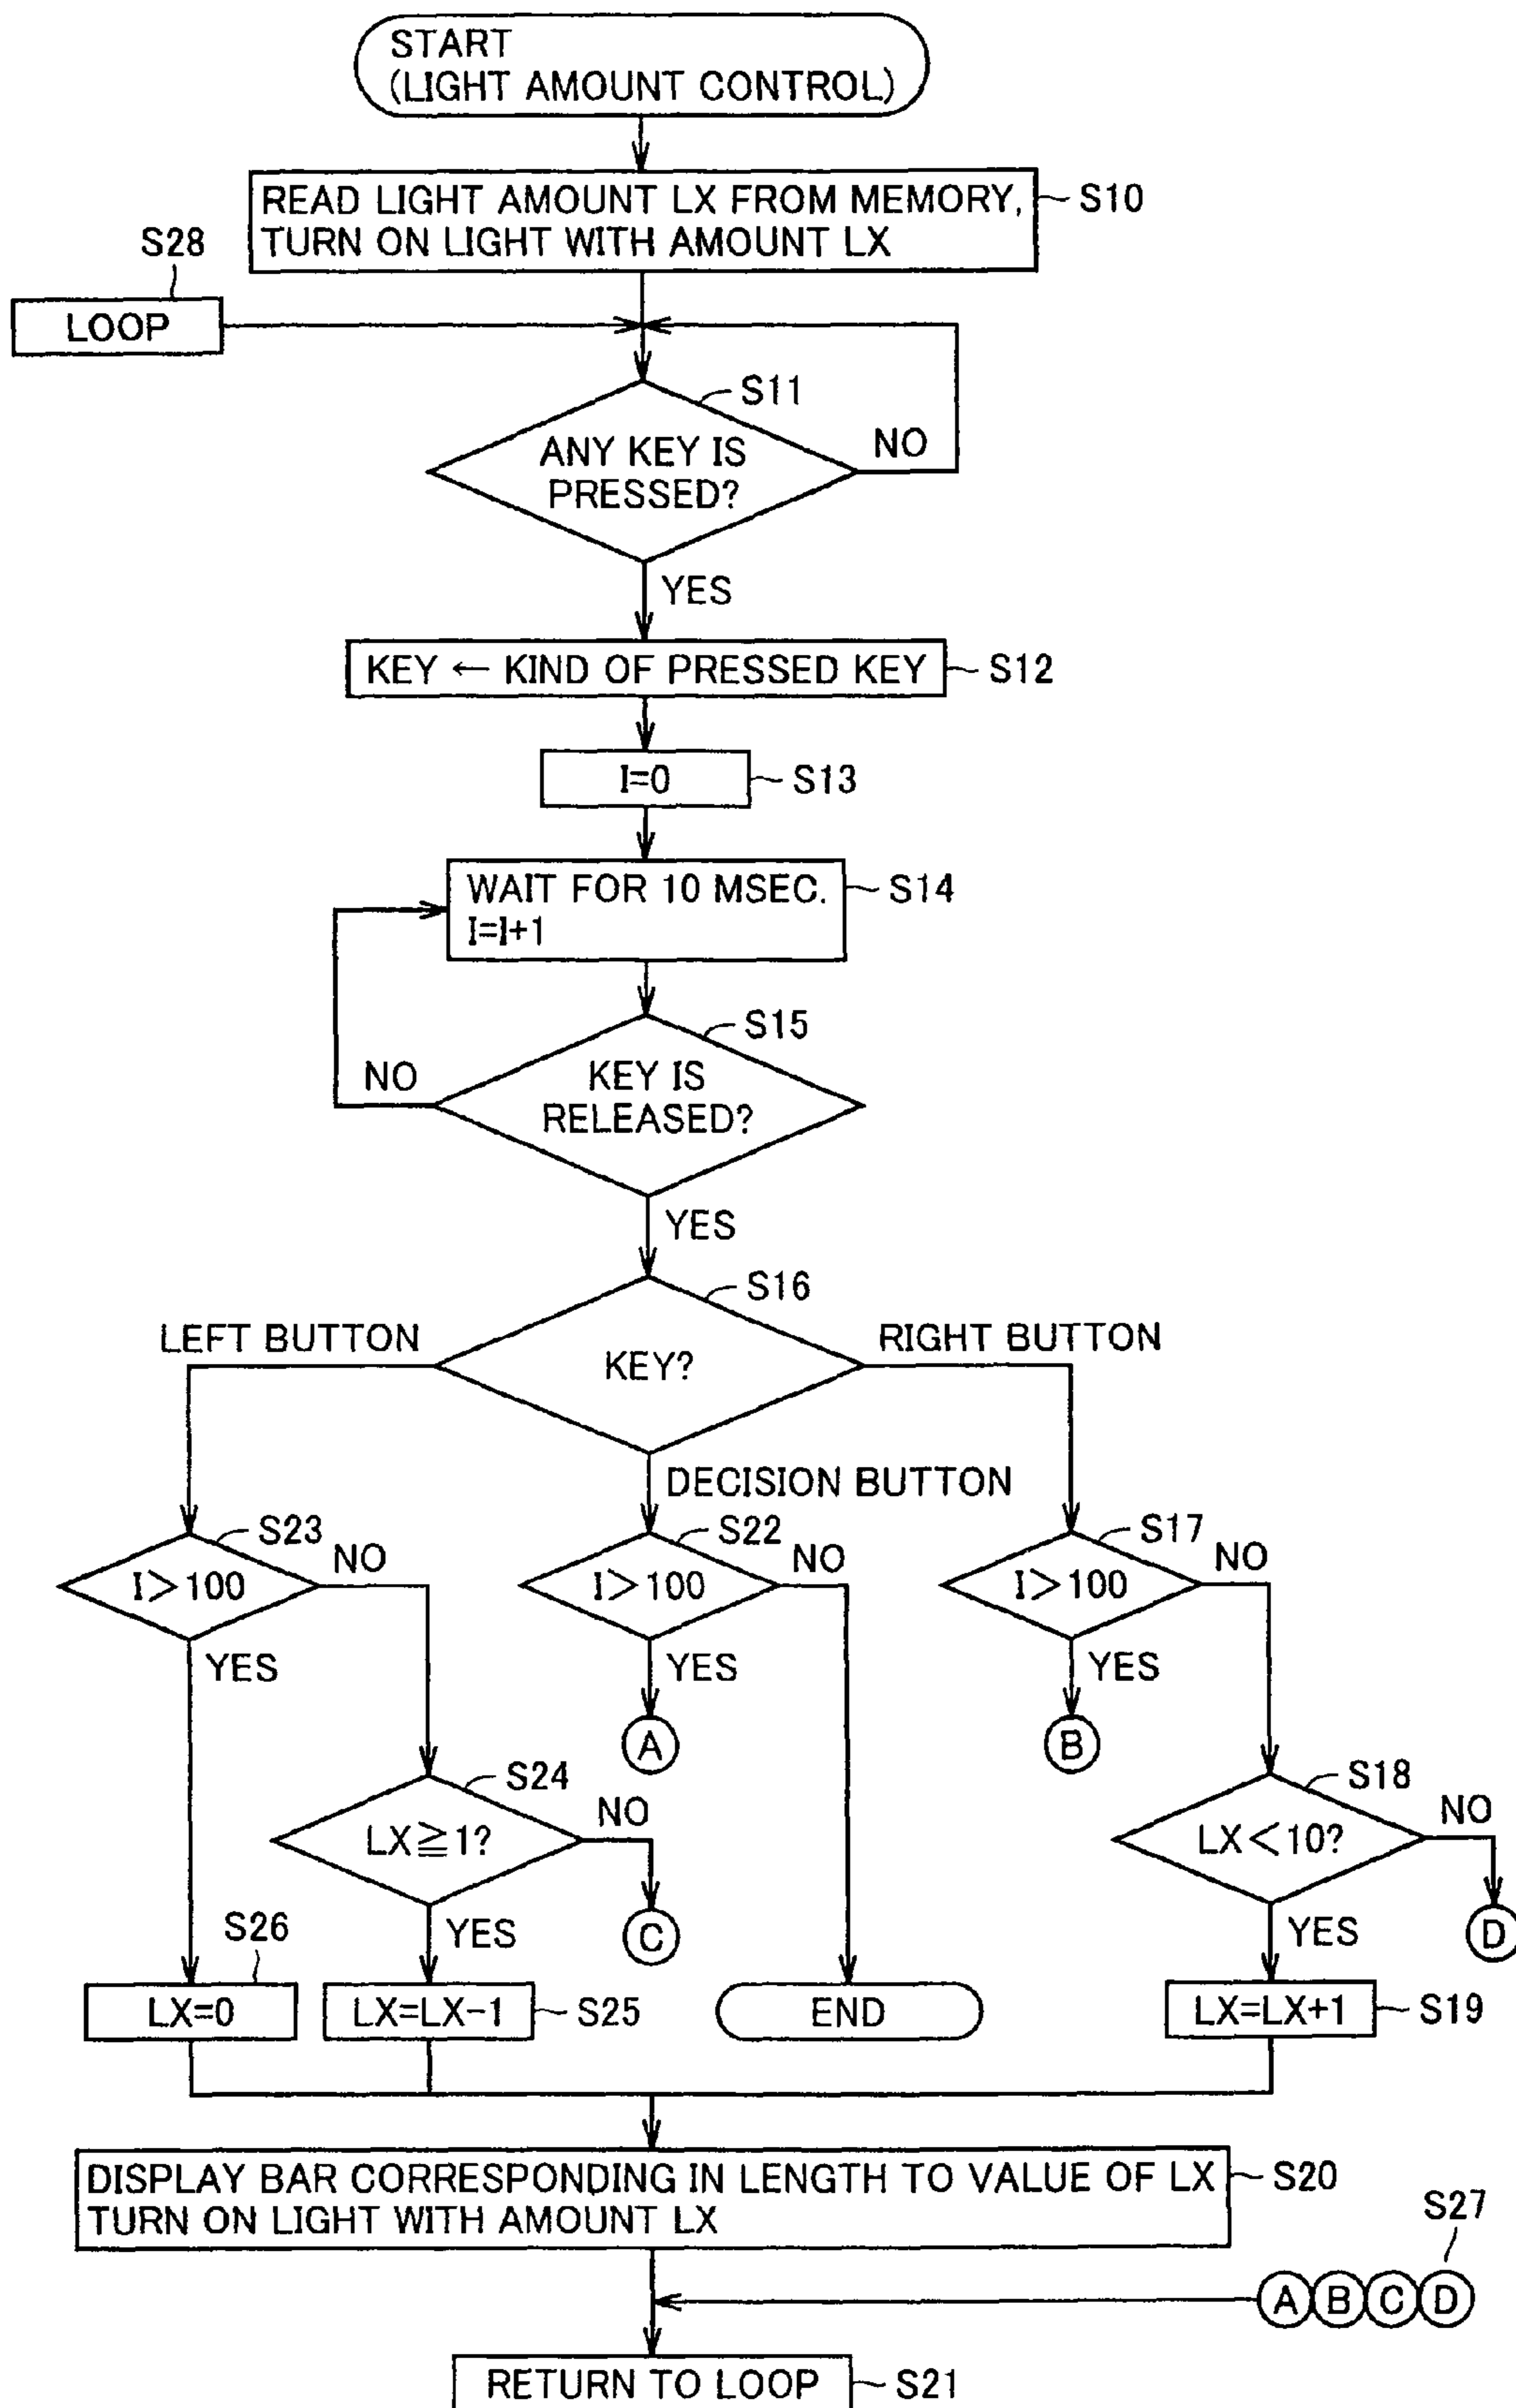 START
(LIGHT AMOUNT CONTROL)
READ LIGHT AMOUNT LX FROM MEMORY,
TURN ON LIGHT WITH AMOUNT LX
S10
S28
LOOP
S11
ANY KEY IS
PRESSED?
NO
YES
KEY ← KIND OF PRESSED KEY
S12
I=0
S13
WAIT FOR 10 MSEC.
I=I+1
S14
S15
KEY IS
RELEASED?
NO
YES
S16
LEFT BUTTON
KEY?
RIGHT BUTTON
DECISION BUTTON
S23
I>100
NO
YES
S22
I>100
NO
YES
S17
I>100
NO
YES
A
B
S24
LX≧1?
NO
YES
C
S18
LX<10?
NO
YES
D
S26
LX=0
LX=LX-1
S25
END
LX=LX+1
S19
DISPLAY BAR CORRESPONDING IN LENGTH TO VALUE OF LX
TURN ON LIGHT WITH AMOUNT LX
S20
S27
A B C D
RETURN TO LOOP
S21